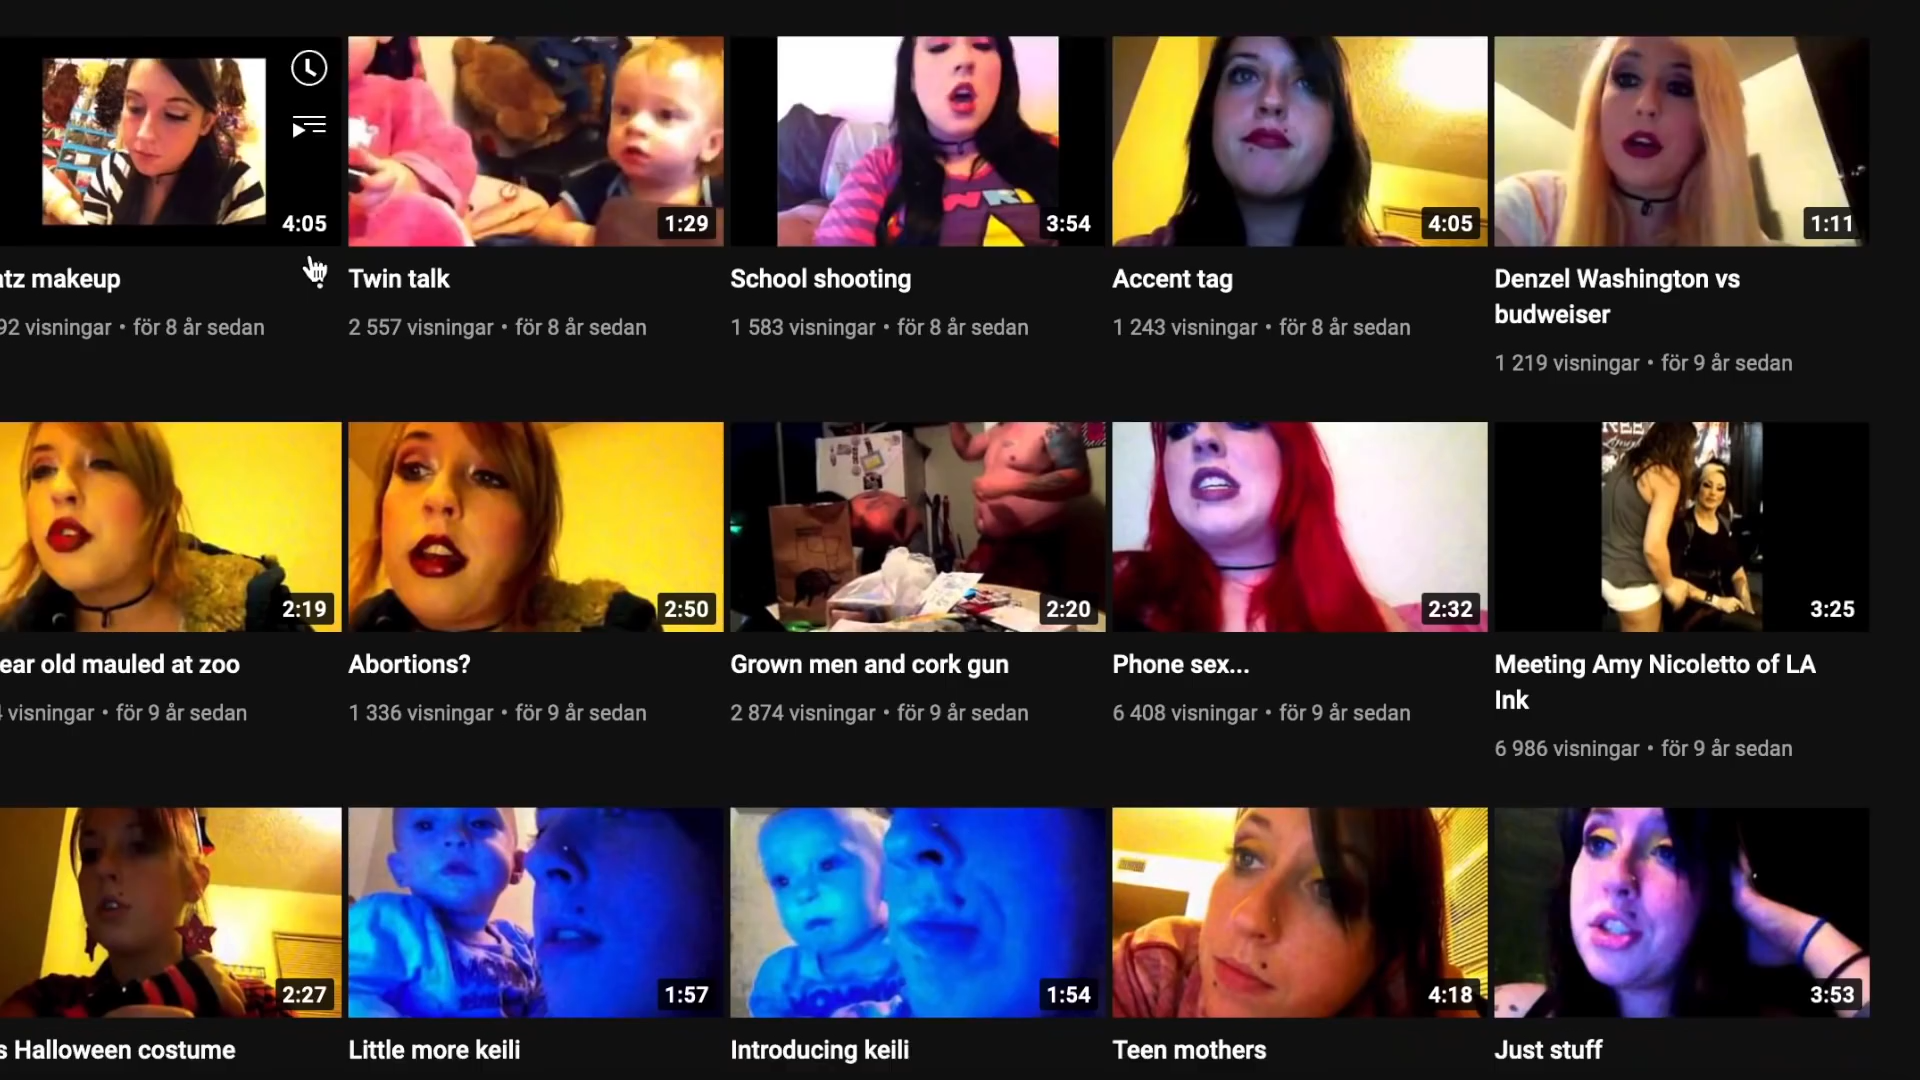 4:05
1:29
3:54
4:05
1:11
atz makeup
Twin talk
School shooting
Accent tag
Denzel Washington vs
budweiser
92 visningar • för 8 år sedan
2 557 visningar • för 8 år sedan
1 583 visningar • för 8 år sedan
1 243 visningar • för 8 år sedan
1 219 visningar • för 9 år sedan
2:19
2:50
2:20
2:32
3:25
ear old mauled at zoo
Abortions?
Grown men and cork gun
Phone sex...
Meeting Amy Nicoletto of LA
Ink
visningar • för 9 år sedan
1 336 visningar • för 9 år sedan
2 874 visningar • för 9 år sedan
6 408 visningar • för 9 år sedan
6 986 visningar • för 9 år sedan
2:27
1:57
1:54
4:18
3:53
s Halloween costume
Little more keili
Introducing keili
Teen mothers
Just stuff